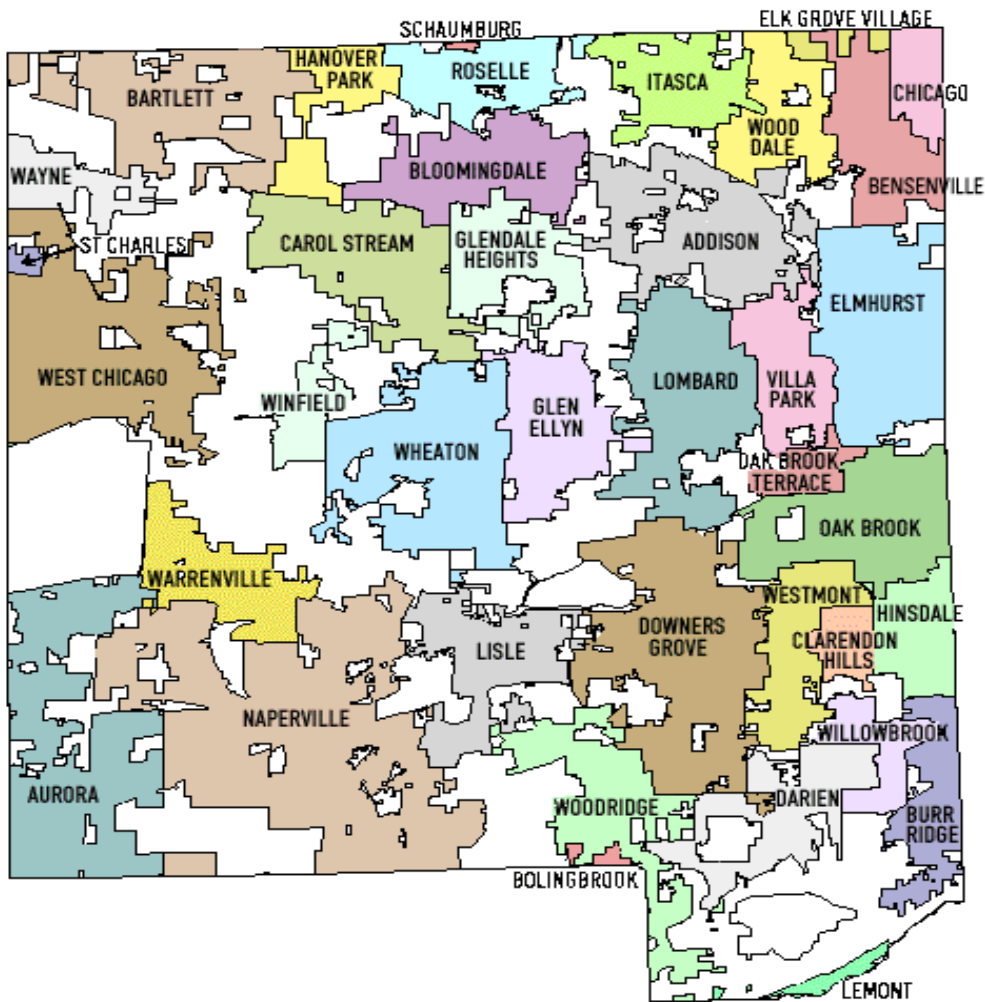 SCHAUMBURG
ELK GROVE VILLAGE
HANOVER
PARK
ROSELLE
ITASCA
BARTLETT
CHICAGO
WOOD
DALE
WAYNE
BLOOMINGDALE
BENSENVILLE
ST CHARLES
CAROL STREAM
GLENDALE
HEIGHTS
ADDISON
ELMHURST
WEST CHICAGO
WINFIELD
LOMBARD
VILLA
PARK
GLEN
ELLYN
WHEATON
OAK BROOK
TERRACE
OAK BROOK
WARRENVILLE
WESTMONT
HINSDALE
DOWNERS
GROVE
CLARENDON
HILLS
LISLE
NAPERVILLE
WILLOWBROOK
AURORA
WOODRIDGE
DARIEN
BURR
RIDGE
BOLINGBROOK
LEMONT